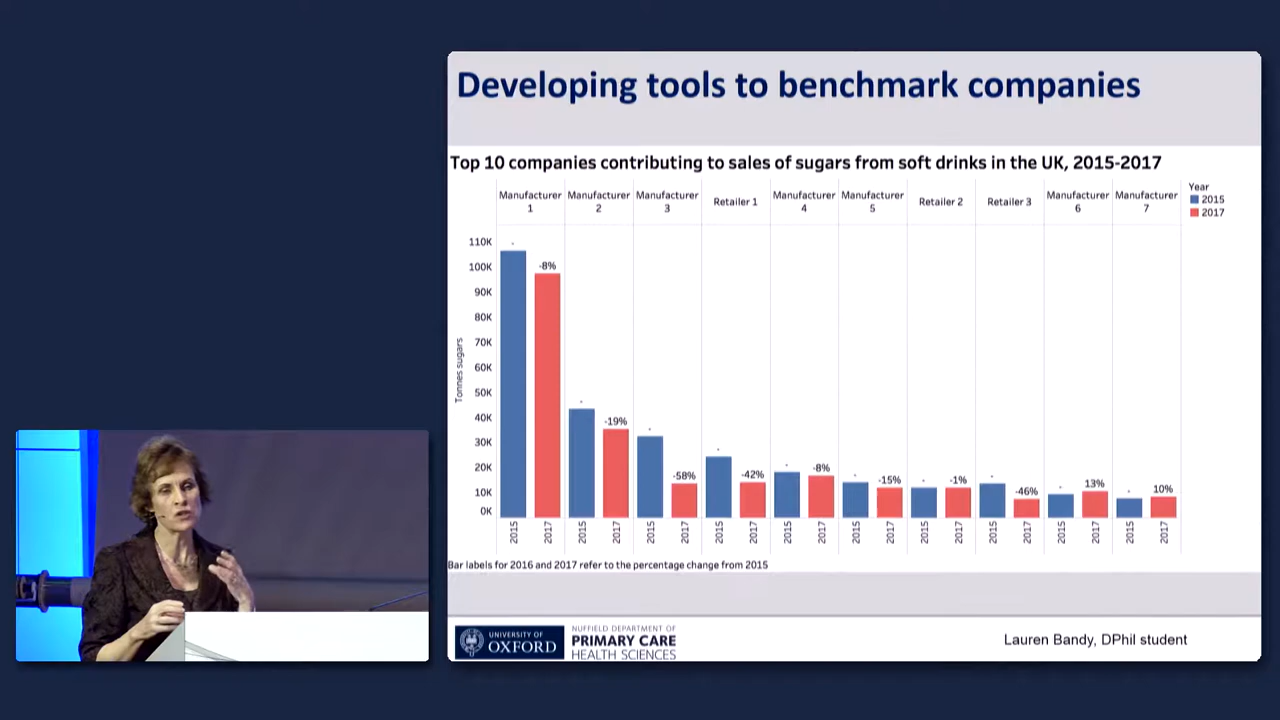 Developing tools to benchmark companies
Top 10 companies contributing to sales of sugars from soft drinks in the UK, 2015-2017
Manufacturer 1
Manufacturer 2
Manufacturer 3
Retailer 1
Manufacturer 4
Manufacturer 5
Retailer 2
Retailer 3
Manufacturer 6
Manufacturer 7
Year
2015
2017
Tonnes sugars
110K
100K
90K
80K
70K
60K
50K
40K
30K
20K
10K
0K
-8%
-19%
-58%
-42%
-8%
-15%
-1%
-46%
13%
10%
2015 2017 2015 2017 2015 2017 2015 2017 2015 2017 2015 2017 2015 2017 2015 2017 2015 2017 2015 2017
Bar labels for 2016 and 2017 refer to the percentage change from 2015
UNIVERSITY OF
OXFORD
NUFFIELD DEPARTMENT OF
PRIMARY CARE
HEALTH SCIENCES
Lauren Bandy, DPhil student